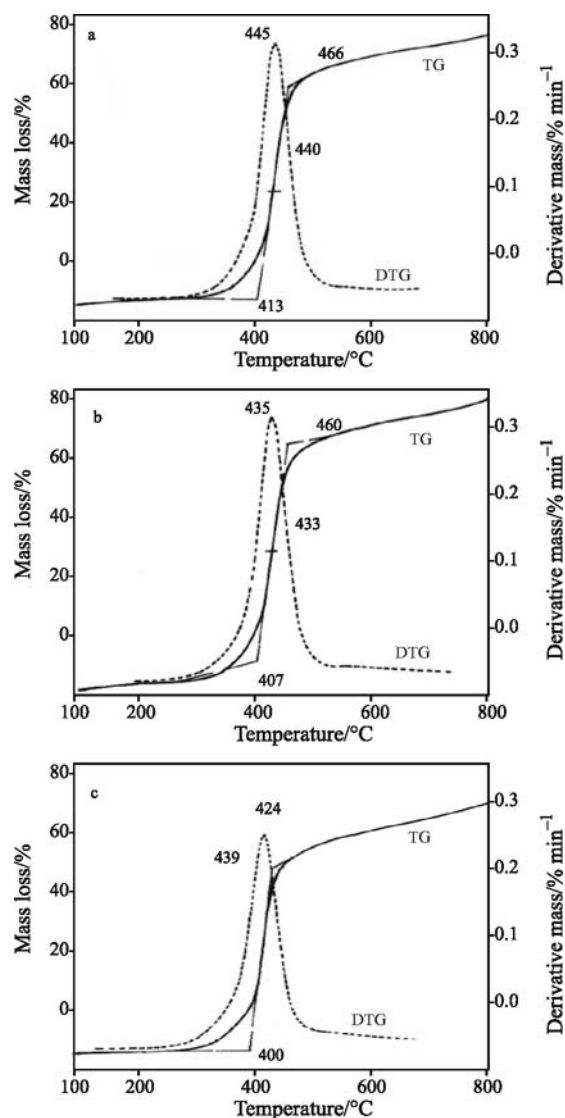 a
445
466
TG
440
DTG
413
80
60
40
20
0
0.3
0.2
0.1
0.0
100 200 400 600 800
Mass loss/%
Derivative mass/% min⁻¹
Temperature/°C
b
435
460
TG
433
DTG
407
80
60
40
20
0
0.3
0.2
0.1
0.0
100 200 400 600 800
Mass loss/%
Derivative mass/% min⁻¹
Temperature/°C
c
424
439
TG
DTG
400
80
60
40
20
0
0.3
0.2
0.1
0.0
100 200 400 600 800
Mass loss/%
Derivative mass/% min⁻¹
Temperature/°C